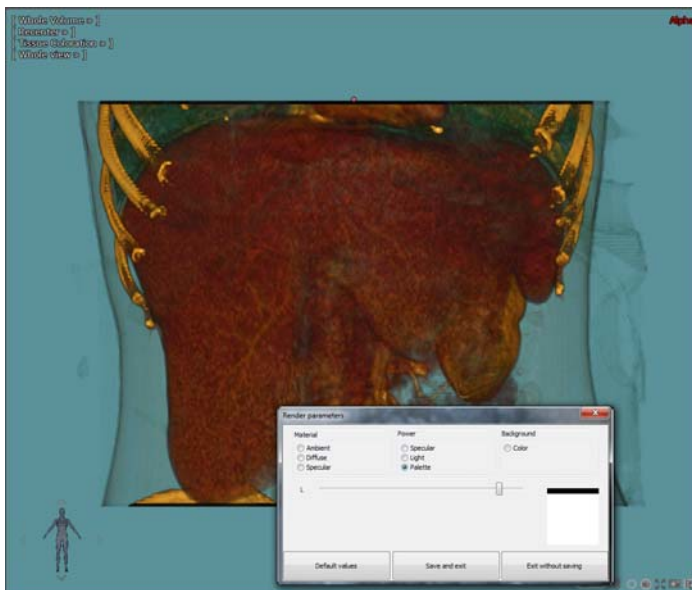 [ Whole Volume » ]
[ Recenter » ]
[ Tissue Coloration » ]
[ Whole view » ]
Alpha
Render parameters
Material
Power
Background
Ambient
Specular
Color
Diffuse
Light
Specular
Palette
L
Default values
Save and exit
Exit without saving